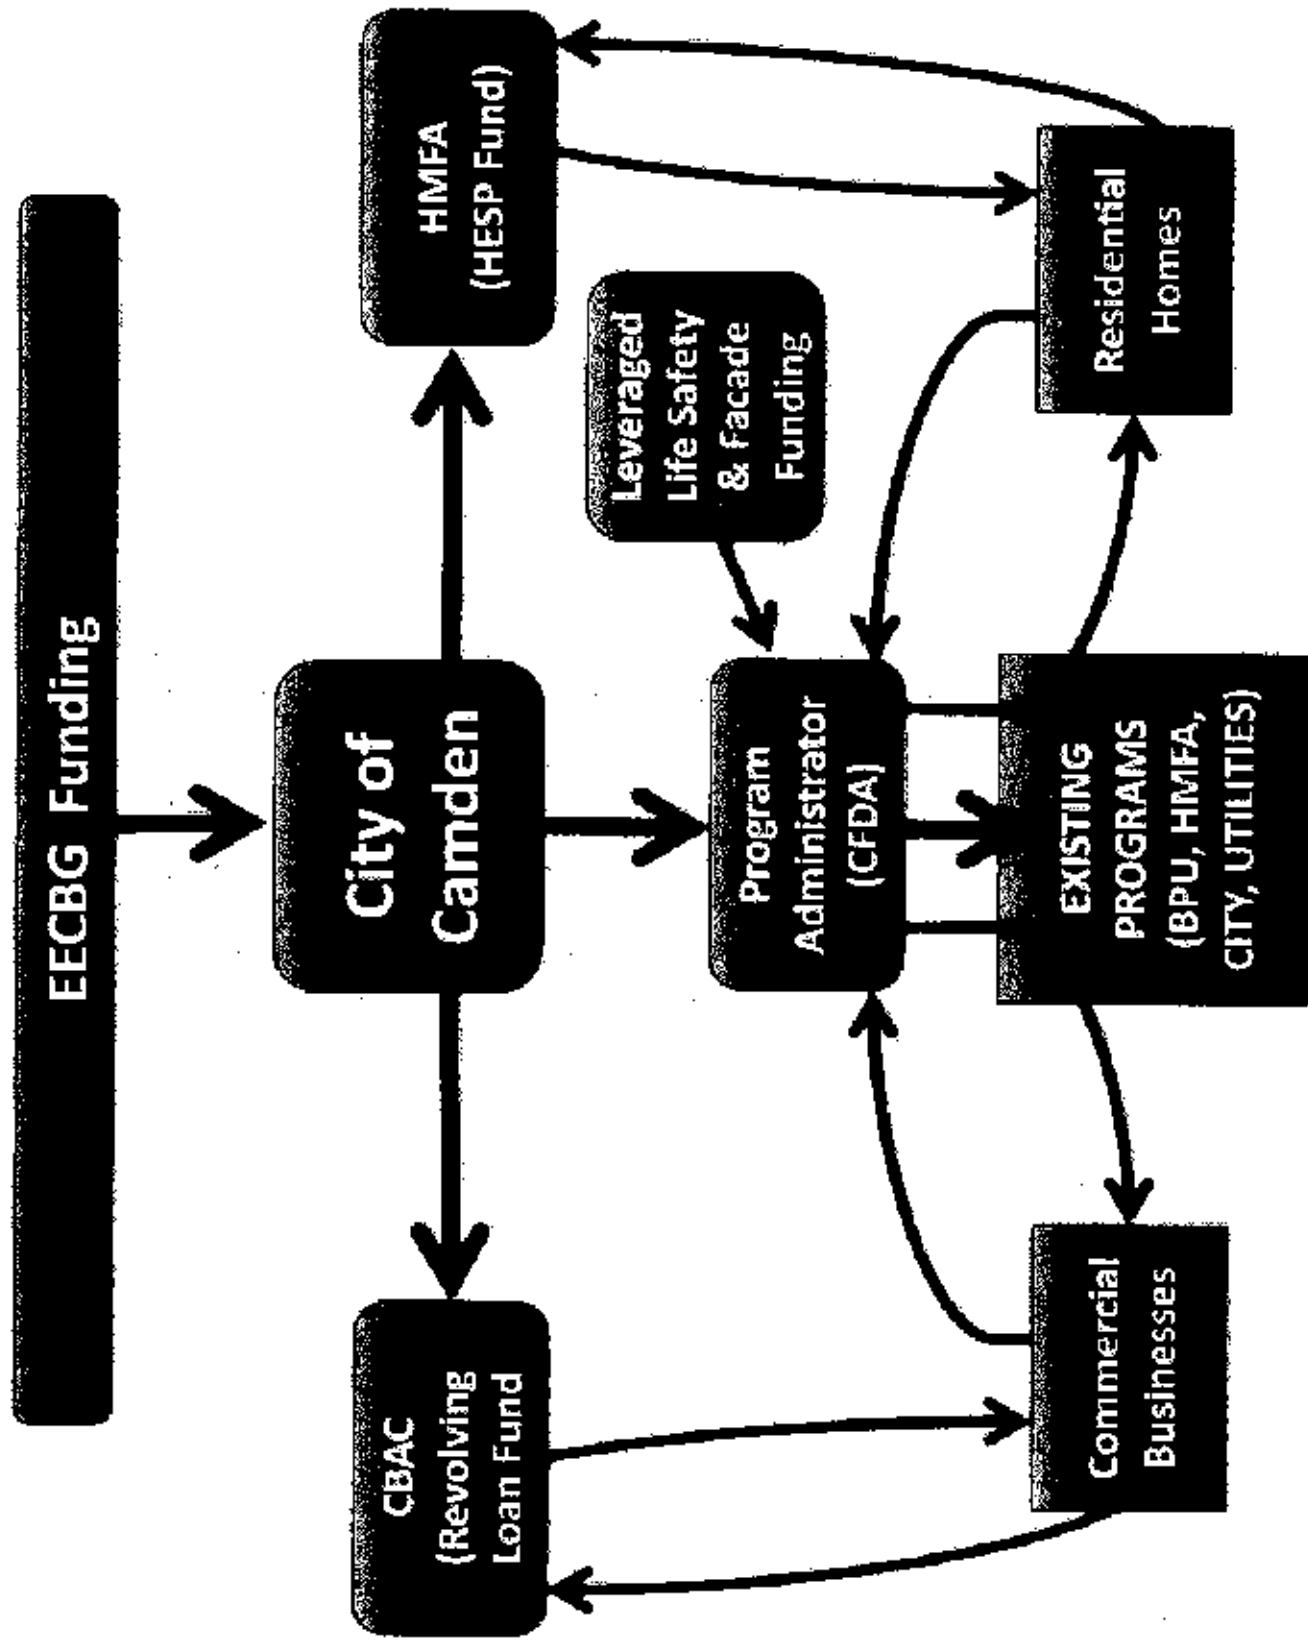 EECBG Funding
City of
Camden
CBAC
(Revolving
Loan Fund
HMFA
(HESP Fund)
Leveraged
Life Safety
& Facade
Funding
Program
Administrator
(CFDA)
EXISTING
PROGRAMS
(BPU, HMFA,
CITY, UTILITIES)
Commercial
Businesses
Residential
Homes